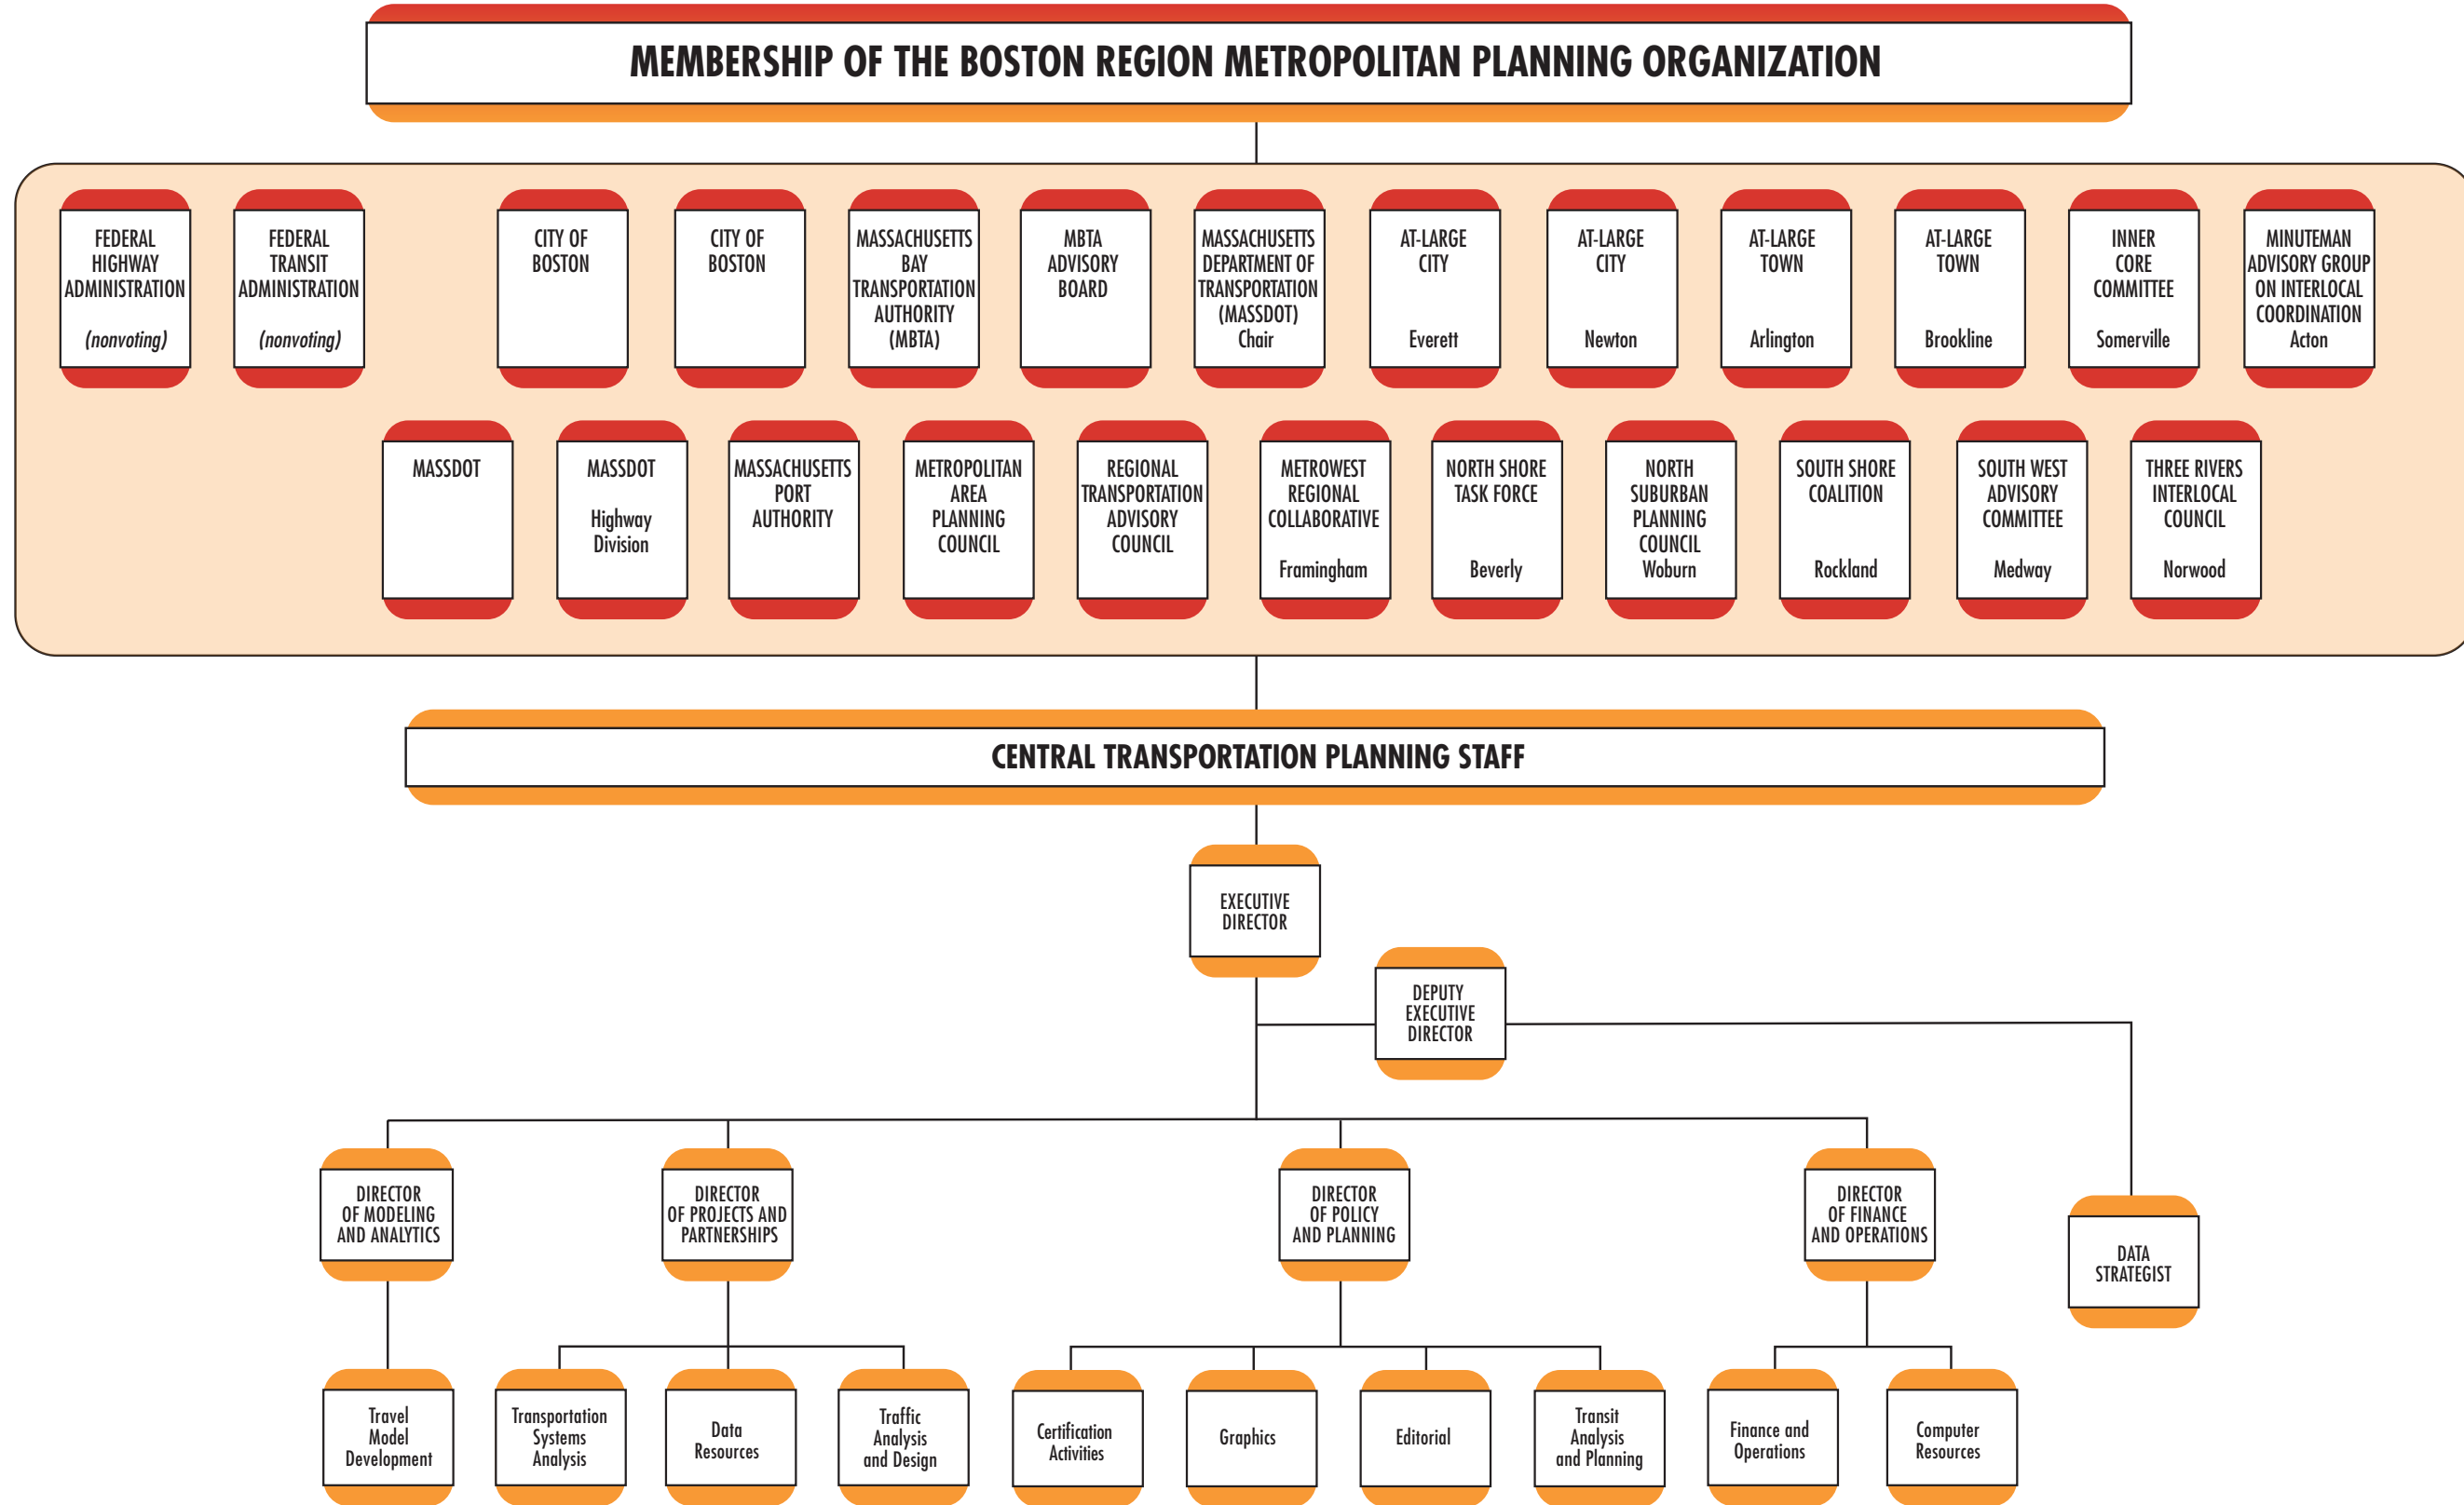 MEMBERSHIP OF THE BOSTON REGION METROPOLITAN PLANNING ORGANIZATION
FEDERAL
HIGHWAY
ADMINISTRATION
(nonvoting)
FEDERAL
TRANSIT
ADMINISTRATION
(nonvoting)
CITY OF
BOSTON
CITY OF
BOSTON
MASSACHUSETTS
BAY
TRANSPORTATION
AUTHORITY
(MBTA)
MBTA
ADVISORY
BOARD
MASSACHUSETTS
DEPARTMENT OF
TRANSPORTATION
(MASSDOT)
Chair
AT-LARGE
CITY
Everett
AT-LARGE
CITY
Newton
AT-LARGE
TOWN
Arlington
AT-LARGE
TOWN
Brookline
INNER
CORE
COMMITTEE
Somerville
MINUTEMAN
ADVISORY GROUP
ON INTERLOCAL
COORDINATION
Acton
MASSDOT
MASSDOT
Highway
Division
MASSACHUSETTS
PORT
AUTHORITY
METROPOLITAN
AREA
PLANNING
COUNCIL
REGIONAL
TRANSPORTATION
ADVISORY
COUNCIL
METROWEST
REGIONAL
COLLABORATIVE
Framingham
NORTH SHORE
TASK FORCE
Beverly
NORTH
SUBURBAN
PLANNING
COUNCIL
Woburn
SOUTH SHORE
COALITION
Rockland
SOUTH WEST
ADVISORY
COMMITTEE
Medway
THREE RIVERS
INTERLOCAL
COUNCIL
Norwood
CENTRAL TRANSPORTATION PLANNING STAFF
EXECUTIVE
DIRECTOR
DEPUTY
EXECUTIVE
DIRECTOR
DIRECTOR
OF MODELING
AND ANALYTICS
DIRECTOR
OF PROJECTS AND
PARTNERSHIPS
DIRECTOR
OF POLICY
AND PLANNING
DIRECTOR
OF FINANCE
AND OPERATIONS
DATA
STRATEGIST
Travel
Model
Development
Transportation
Systems
Analysis
Data
Resources
Traffic
Analysis
and Design
Certification
Activities
Graphics
Editorial
Transit
Analysis
and Planning
Finance and
Operations
Computer
Resources